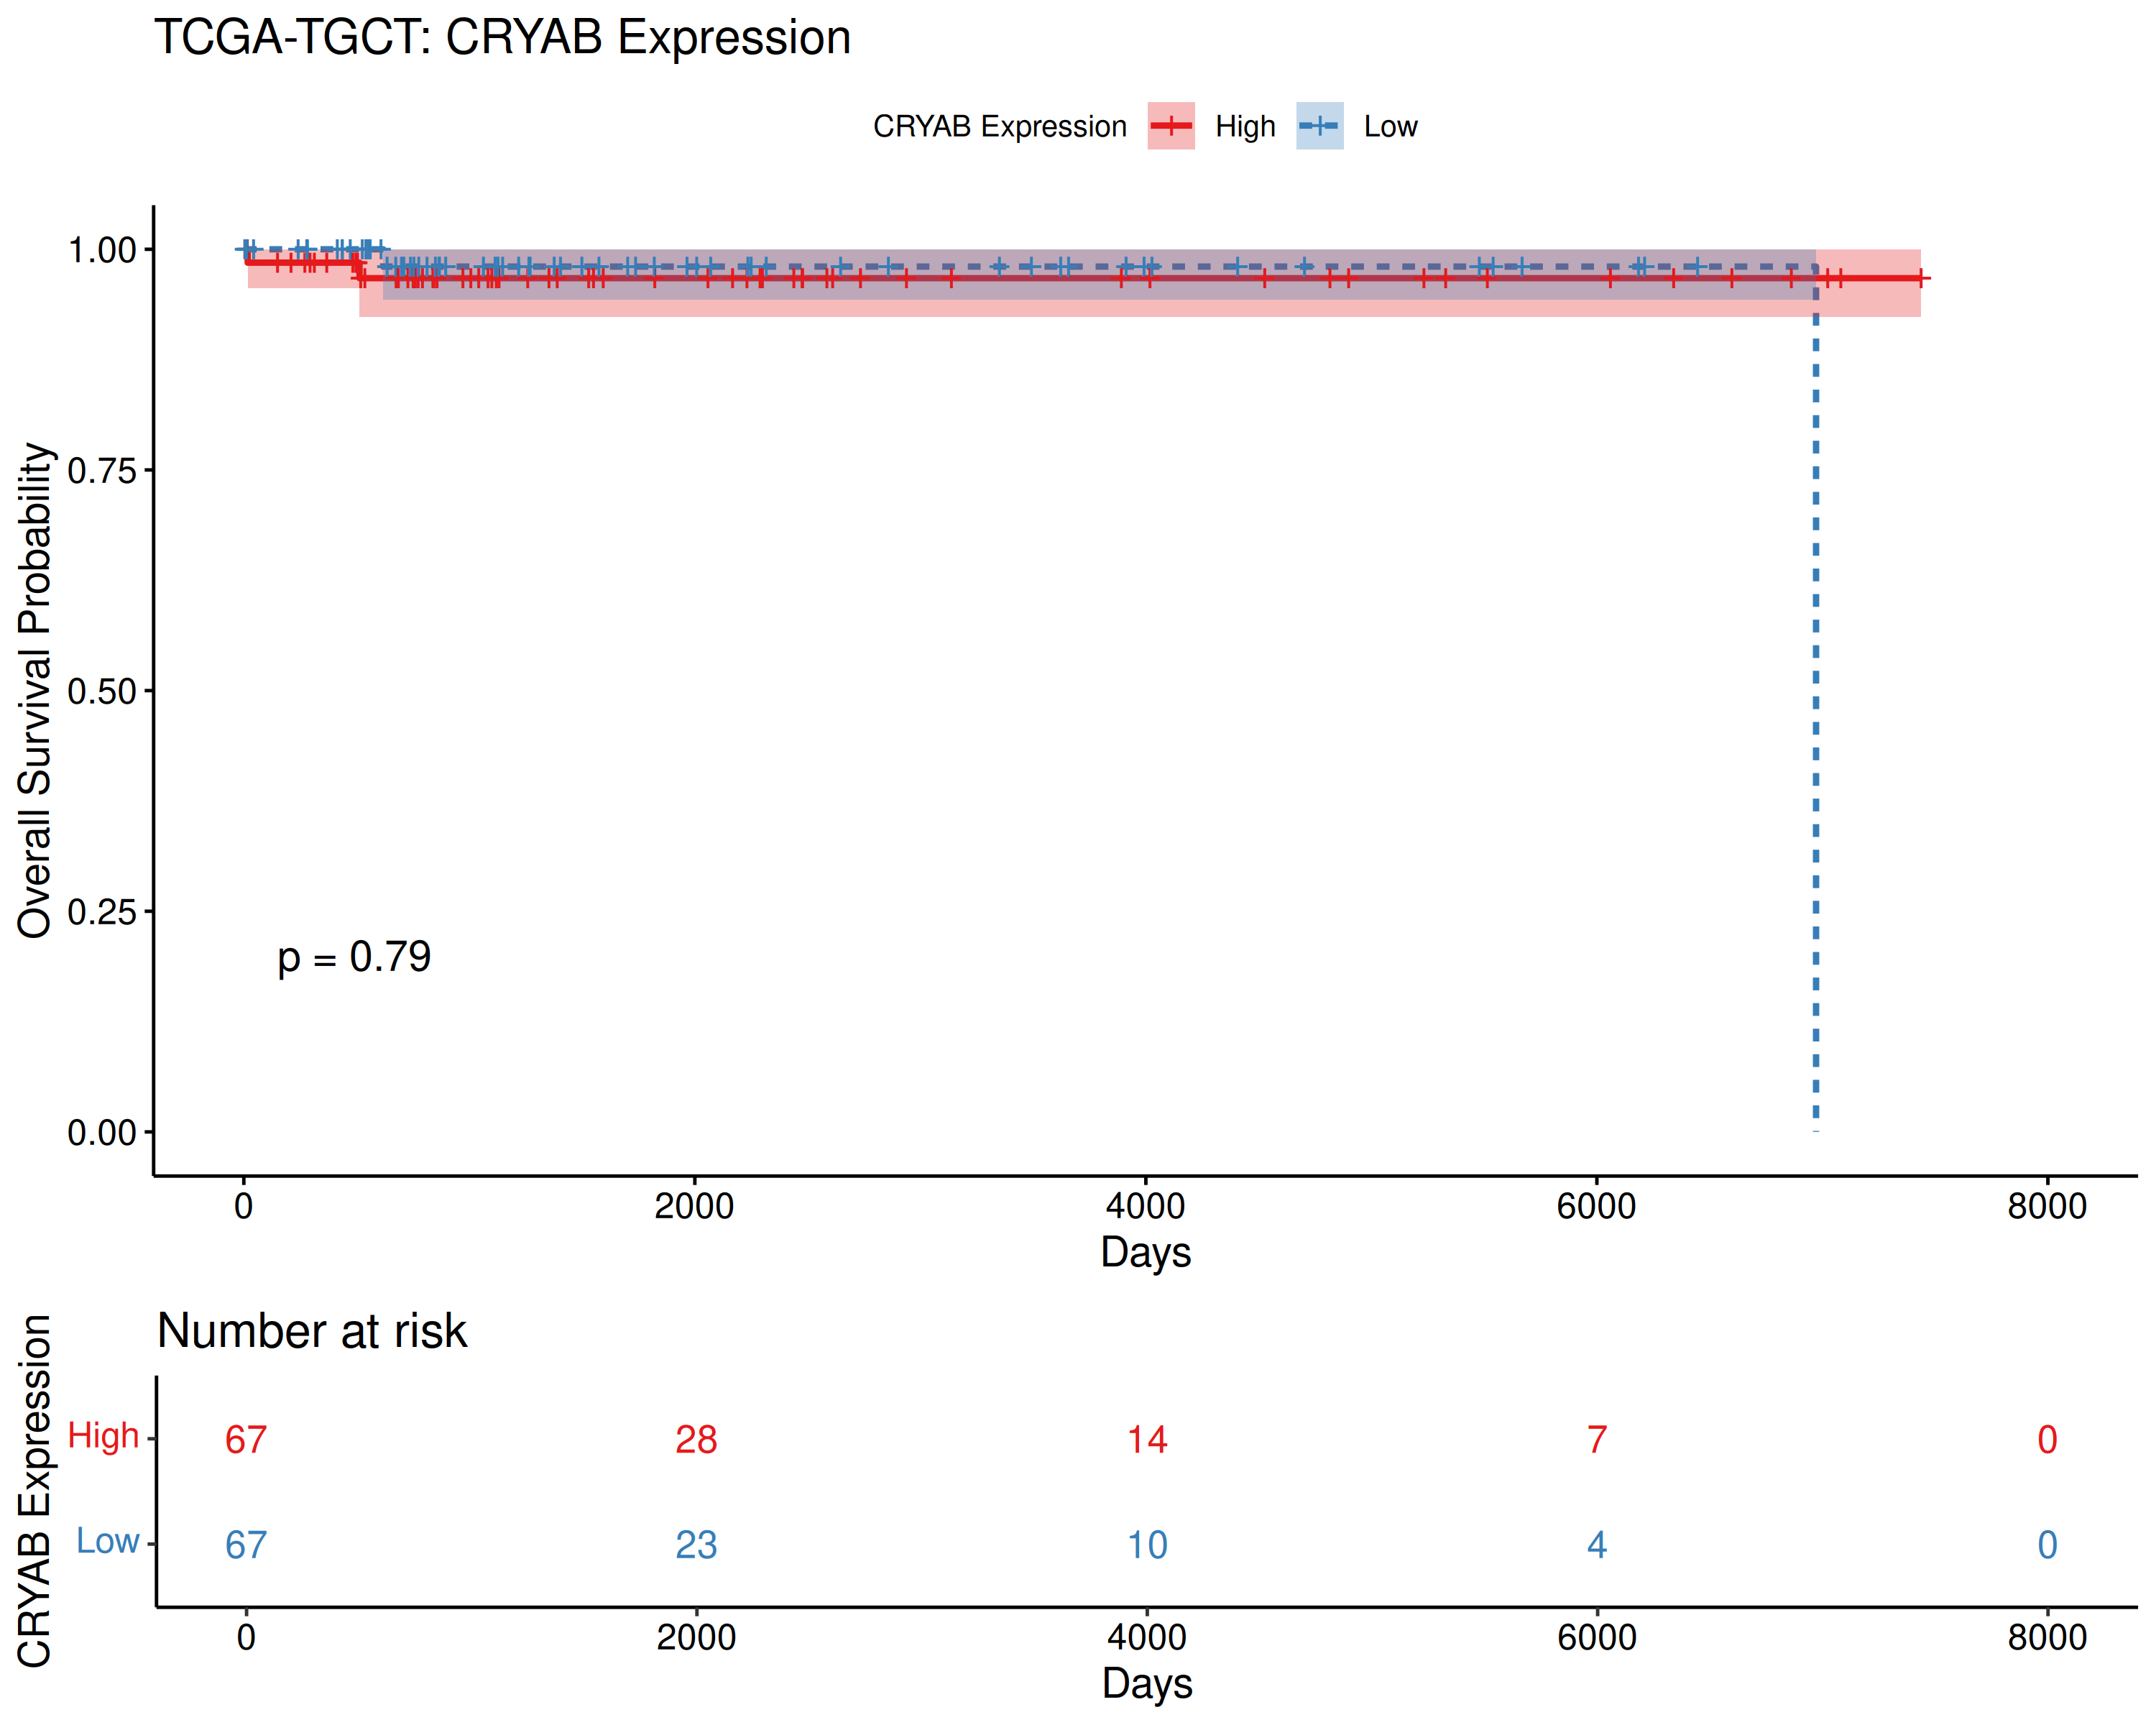 TCGA-TGCT: CRYAB Expression
CRYAB Expression High Low
Overall Survival Probability
1.00
0.75
0.50
0.25
0.00
p = 0.79
0 2000 4000 6000 8000
Days
Number at risk
CRYAB Expression
High 67 28 14 7 0
Low 67 23 10 4 0
0 2000 4000 6000 8000
Days